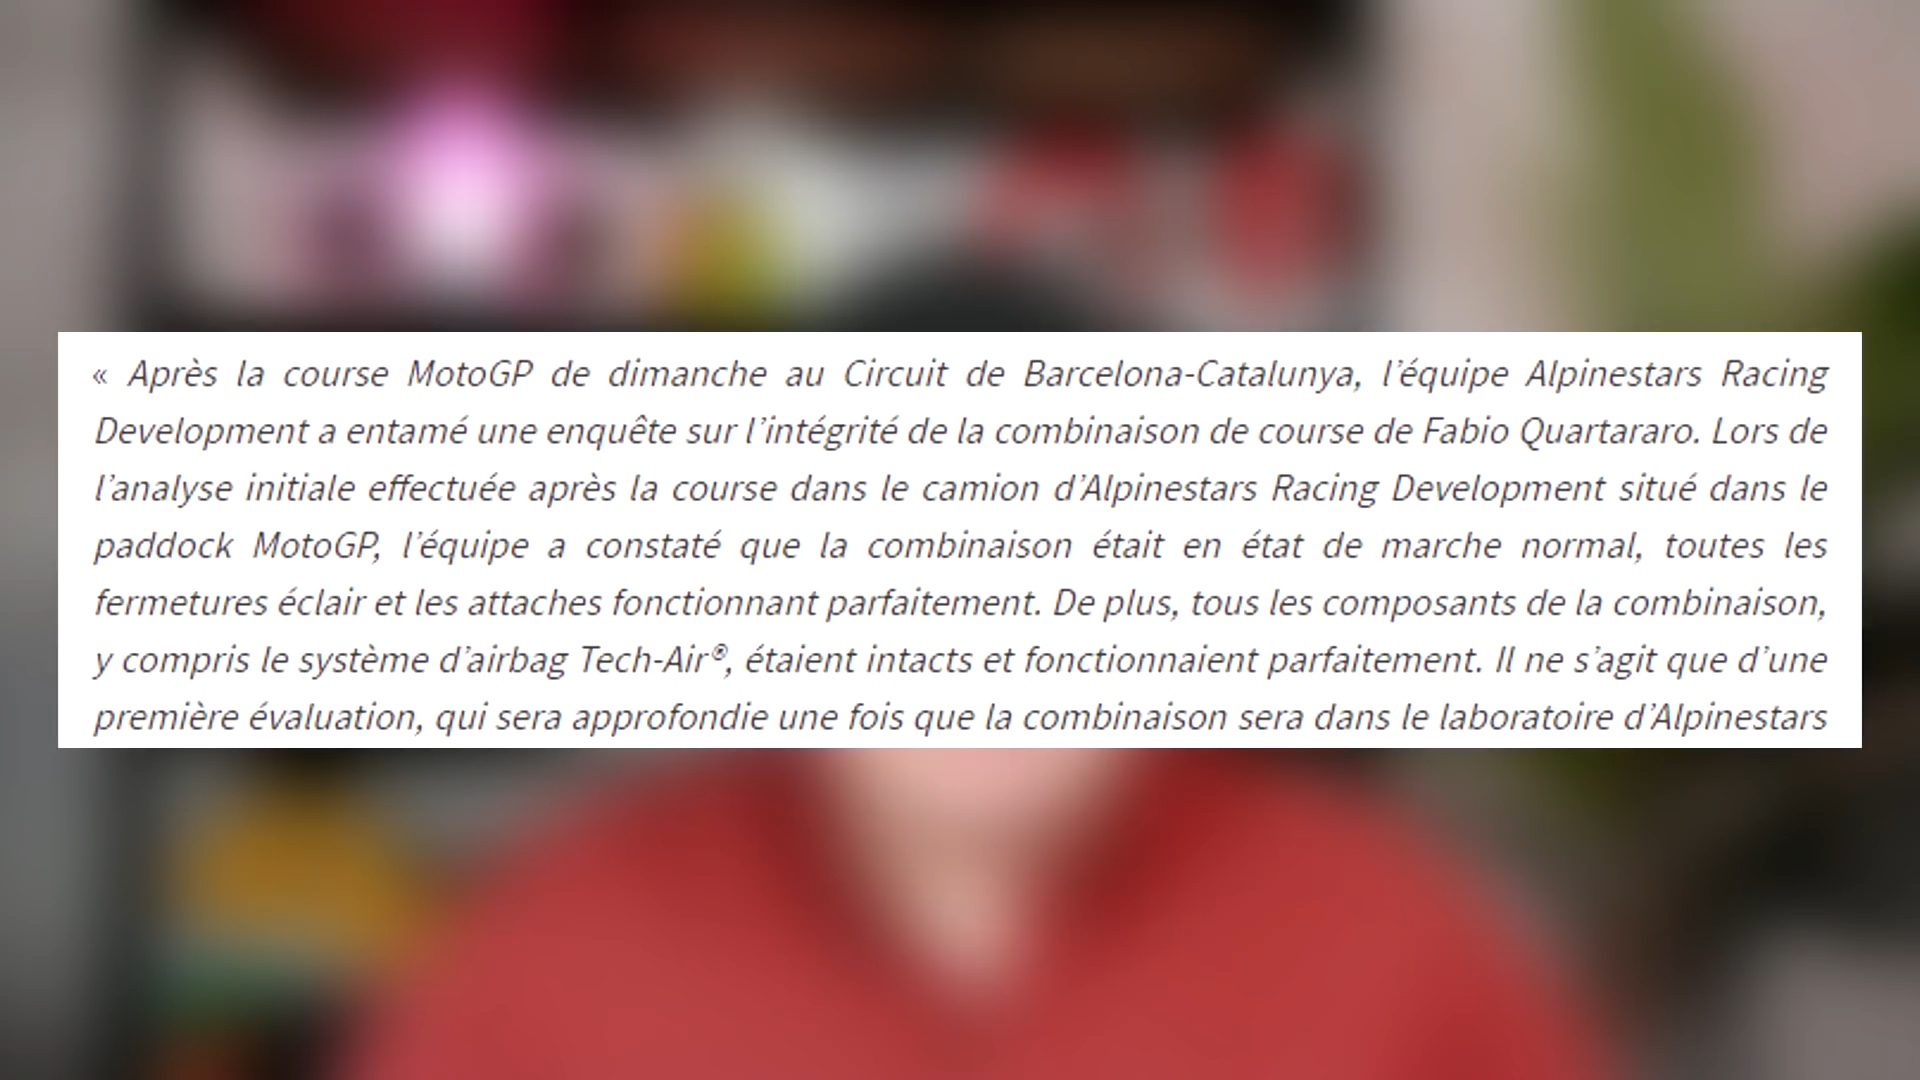 « Après la course MotoGP de dimanche au Circuit de Barcelona-Catalunya, l’équipe Alpinestars Racing
Development a entamé une enquête sur l’intégrité de la combinaison de course de Fabio Quartararo. Lors de
l’analyse initiale effectuée après la course dans le camion d’Alpinestars Racing Development situé dans le
paddock MotoGP, l’équipe a constaté que la combinaison était en état de marche normal, toutes les
fermetures éclair et les attaches fonctionnant parfaitement. De plus, tous les composants de la combinaison,
y compris le système d’airbag Tech-Air®, étaient intacts et fonctionnaient parfaitement. Il ne s’agit que d’une
première évaluation, qui sera approfondie une fois que la combinaison sera dans le laboratoire d’Alpinestars